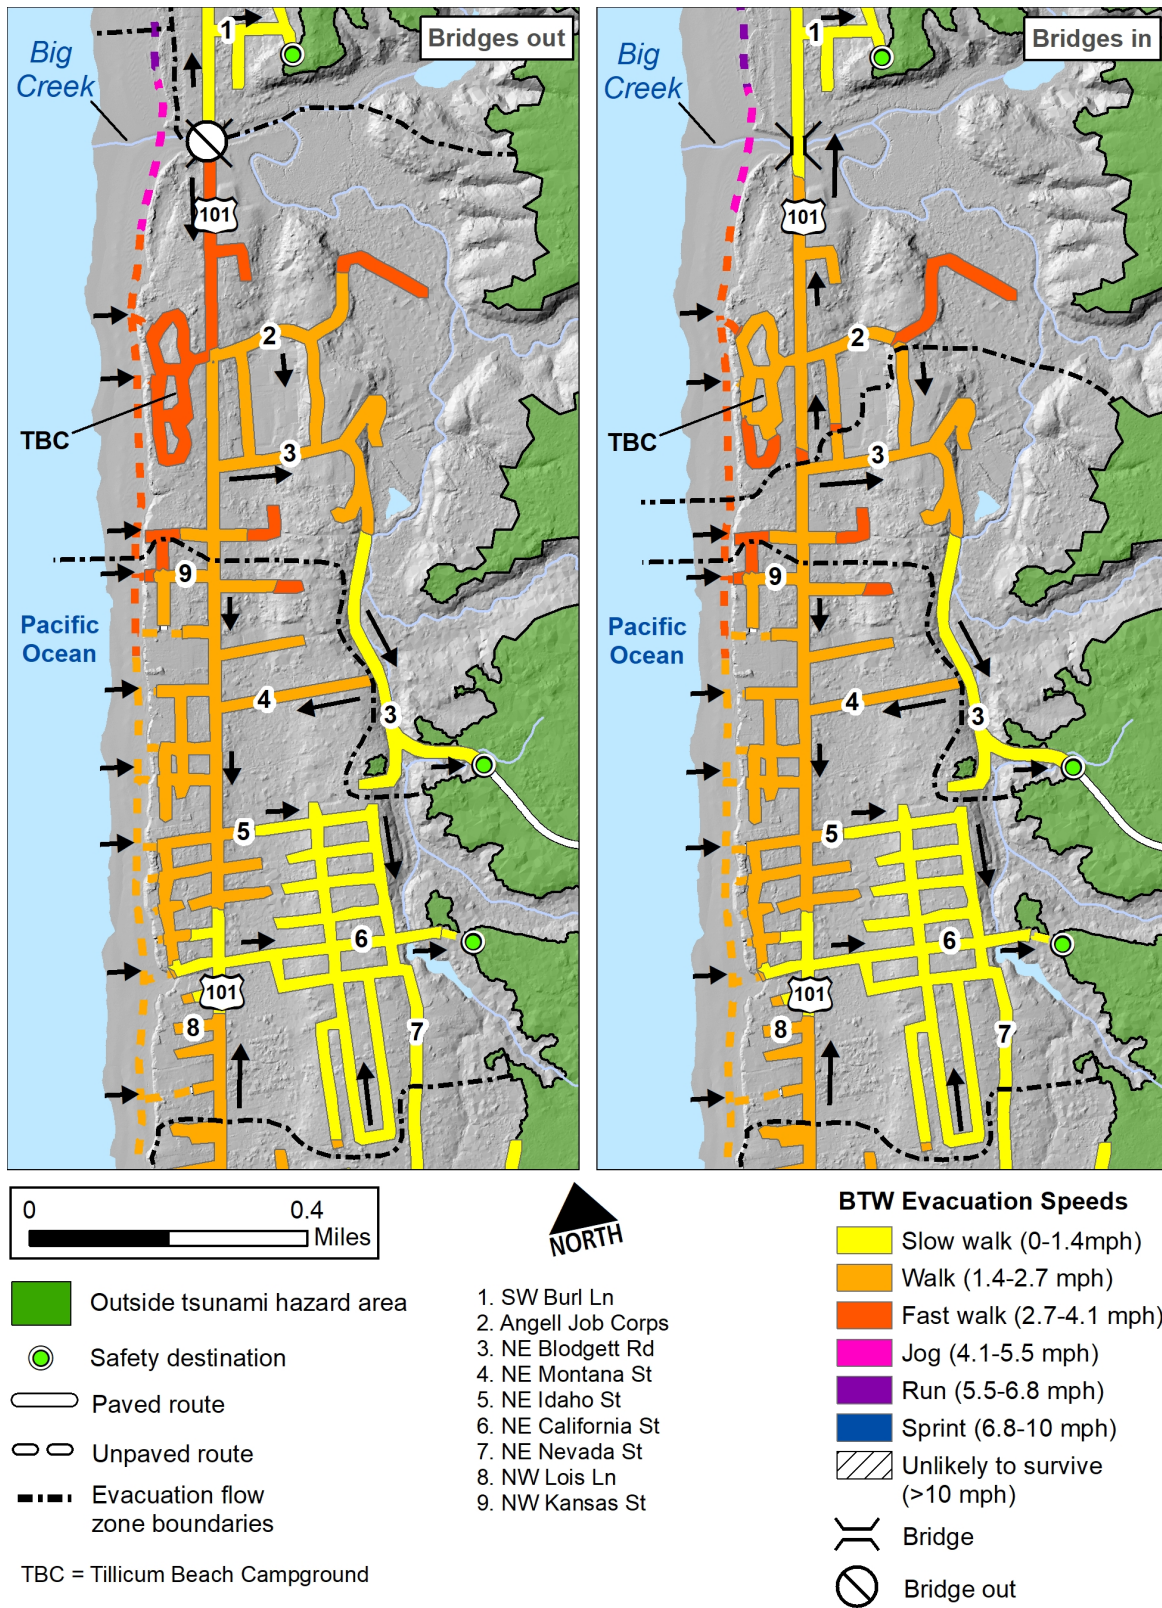 Bridges out
1
Big
Creek
101
2
TBC
3
9
Pacific
Ocean
4
3
5
6
101
8
7
Bridges in
1
Big
Creek
101
2
TBC
3
9
Pacific
Ocean
4
3
5
6
101
8
7
0 0.4
Miles
Outside tsunami hazard area
Safety destination
Paved route
Unpaved route
Evacuation flow
zone boundaries
TBC = Tillicum Beach Campground
NORTH
1. SW Burl Ln
2. Angell Job Corps
3. NE Blodgett Rd
4. NE Montana St
5. NE Idaho St
6. NE California St
7. NE Nevada St
8. NW Lois Ln
9. NW Kansas St
BTW Evacuation Speeds
Slow walk (0-1.4mph)
Walk (1.4-2.7 mph)
Fast walk (2.7-4.1 mph)
Jog (4.1-5.5 mph)
Run (5.5-6.8 mph)
Sprint (6.8-10 mph)
Unlikely to survive
(>10 mph)
Bridge
Bridge out